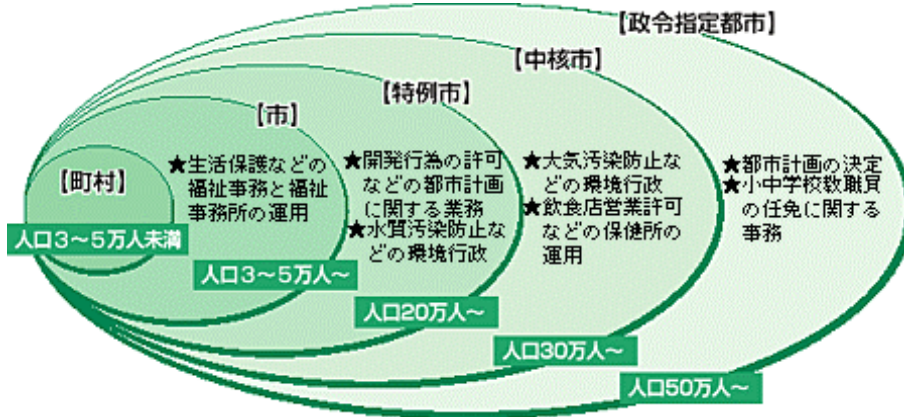 【政令指定都市】
【中核市】
【特例市】
【市】
【町村】
人口3〜5万人未満
★生活保護などの
福祉事務と福祉
事務所の運用
人口3〜5万人〜
★開発行為の許可
などの都市計画
に関する業務
★水質汚染防止な
どの環境行政
人口20万人〜
★大気汚染防止な
どの環境行政
★飲食店営業許可
などの保健所の
運用
人口30万人〜
★都市計画の決定
★小中学校教職員
の任免に関する
事務
人口50万人〜